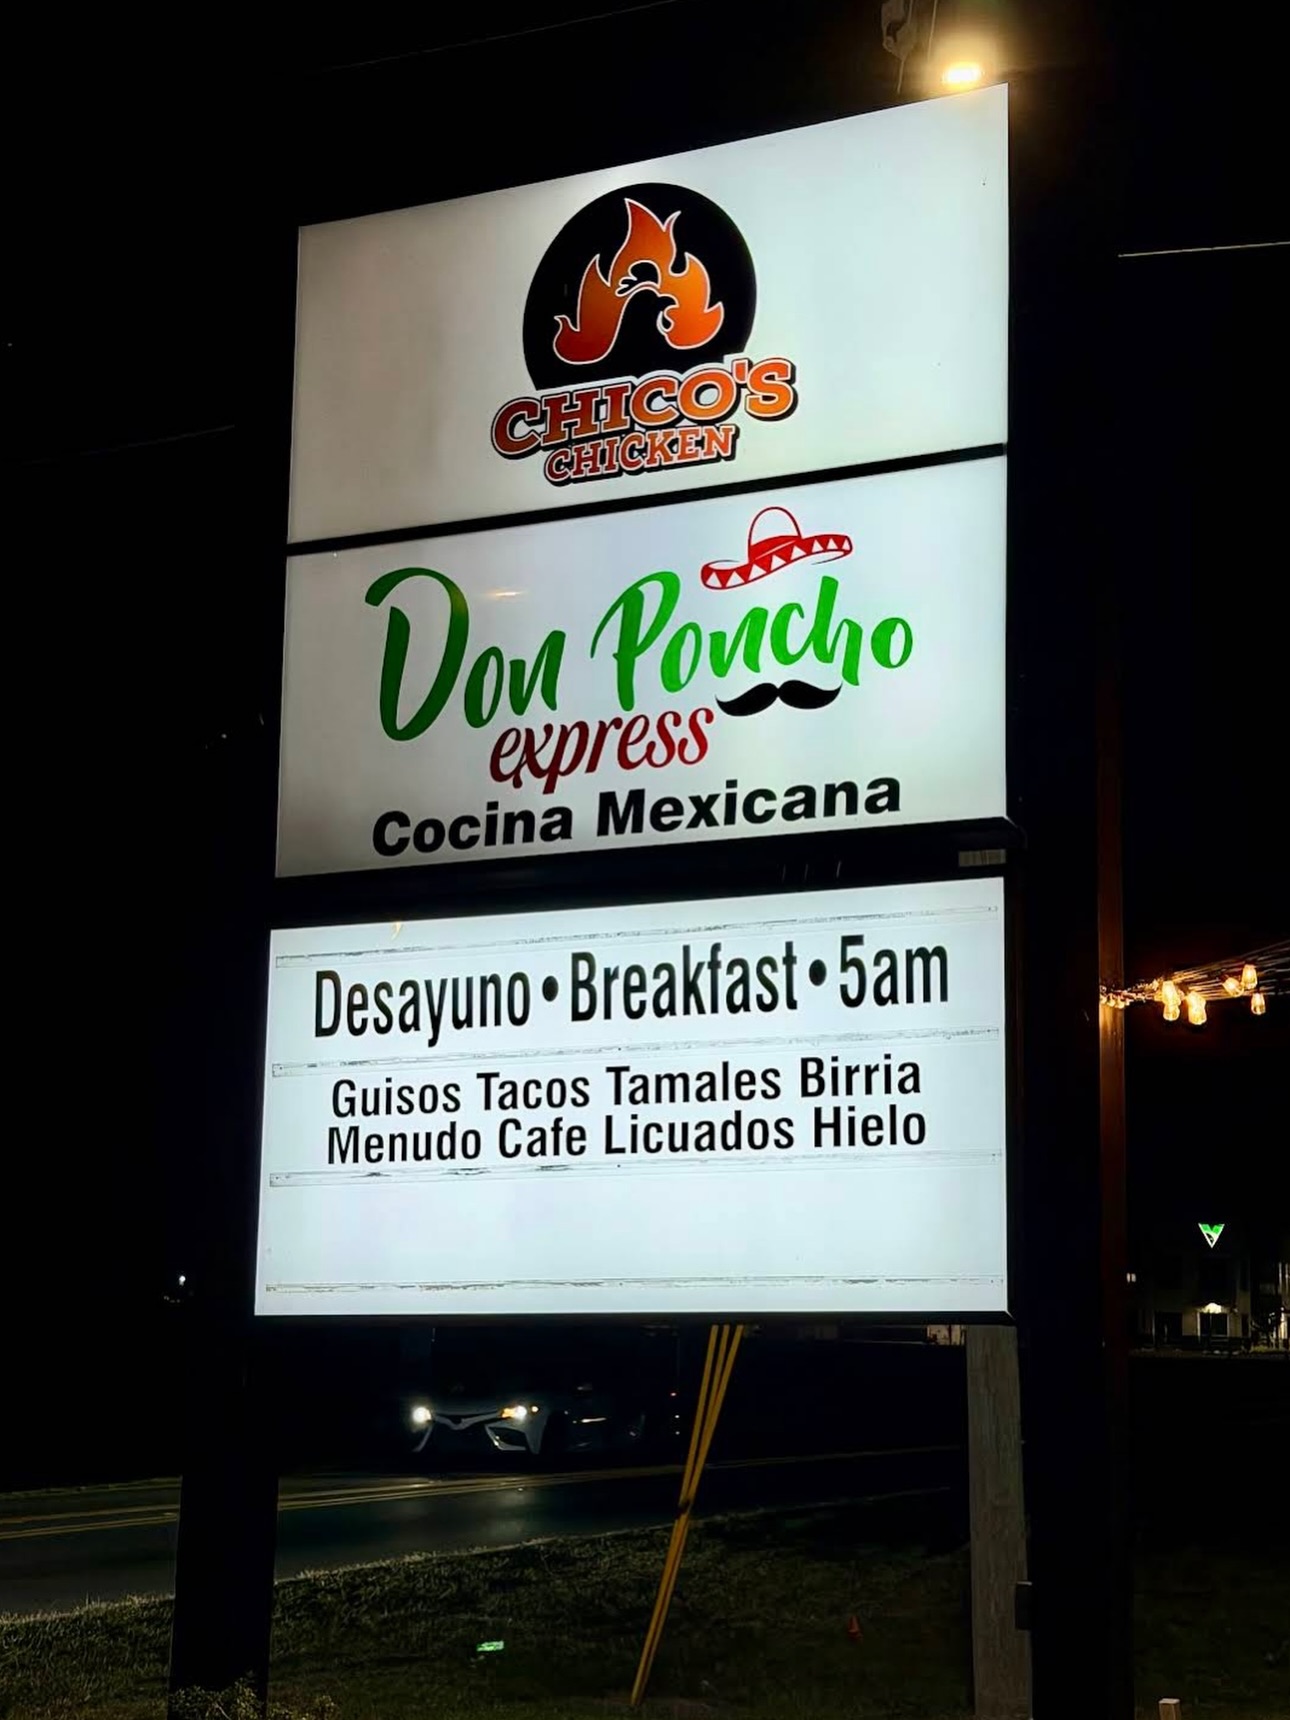 CHICO'S
CHICKEN
Don Poncho
express
Cocina Mexicana
Desayuno • Breakfast • 5am
Guisos Tacos Tamales Birria
Menudo Cafe Licuados Hielo